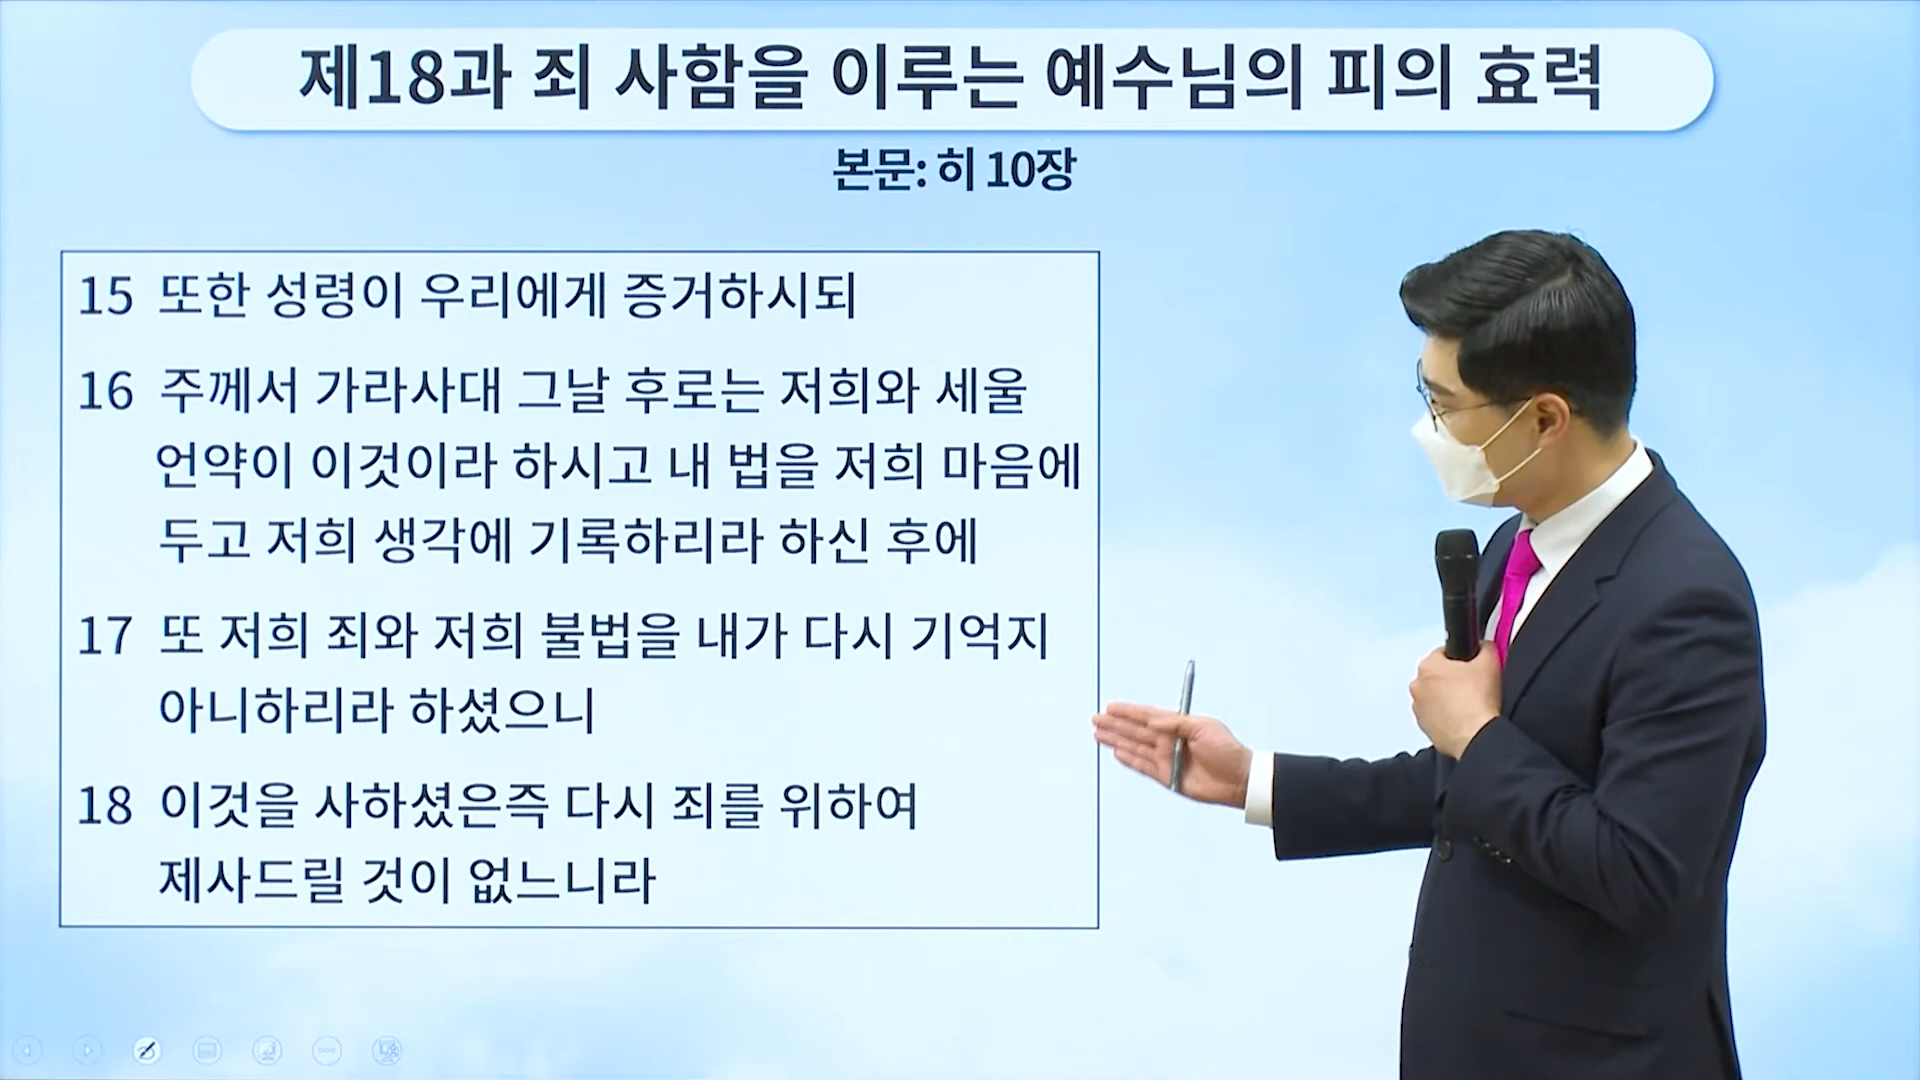 제18과 죄 사함을 이루는 예수님의 피의 효력
본문: 히 10장
15 또한 성령이 우리에게 증거하시되
16 주께서 가라사대 그날 후로는 저희와 세울
언약이 이것이라 하시고 내 법을 저희 마음에
두고 저희 생각에 기록하리라 하신 후에
17 또 저희 죄와 저희 불법을 내가 다시 기억지
아니하리라 하셨으니
18 이것을 사하셨은즉 다시 죄를 위하여
제사드릴 것이 없느니라